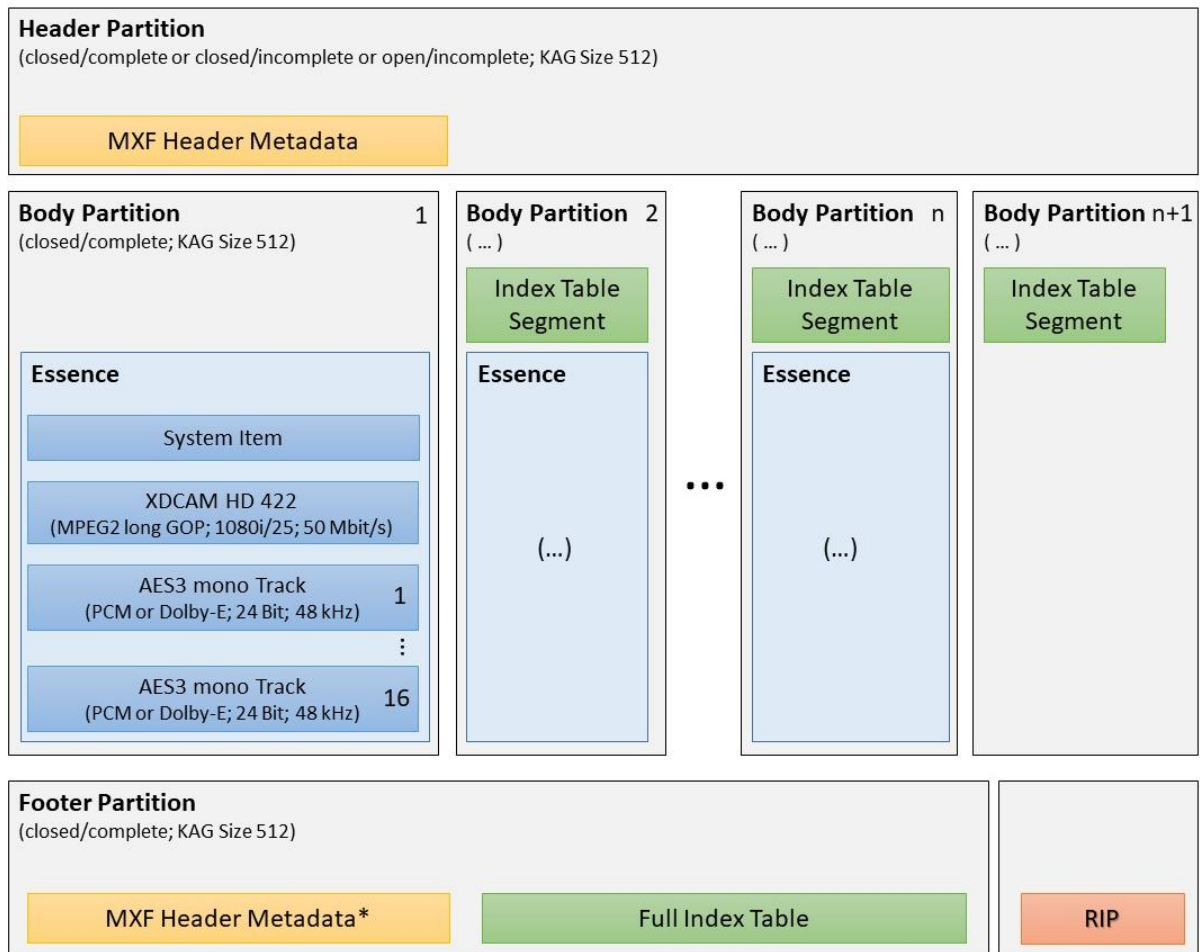 Header Partition
(closed/complete or closed/incomplete or open/incomplete; KAG Size 512)
MXF Header Metadata
Body Partition 1
(closed/complete; KAG Size 512)
Essence
System Item
XDCAM HD 422
(MPEG2 long GOP; 1080i/25; 50 Mbit/s)
AES3 mono Track 1
(PCM or Dolby-E; 24 Bit; 48 kHz)
⋮
AES3 mono Track 16
(PCM or Dolby-E; 24 Bit; 48 kHz)
Body Partition 2
( ... )
Index Table
Segment
Essence
(...)
...
Body Partition n
( ... )
Index Table
Segment
Essence
(...)
Body Partition n+1
( ... )
Index Table
Segment
Footer Partition
(closed/complete; KAG Size 512)
MXF Header Metadata*
Full Index Table
RIP